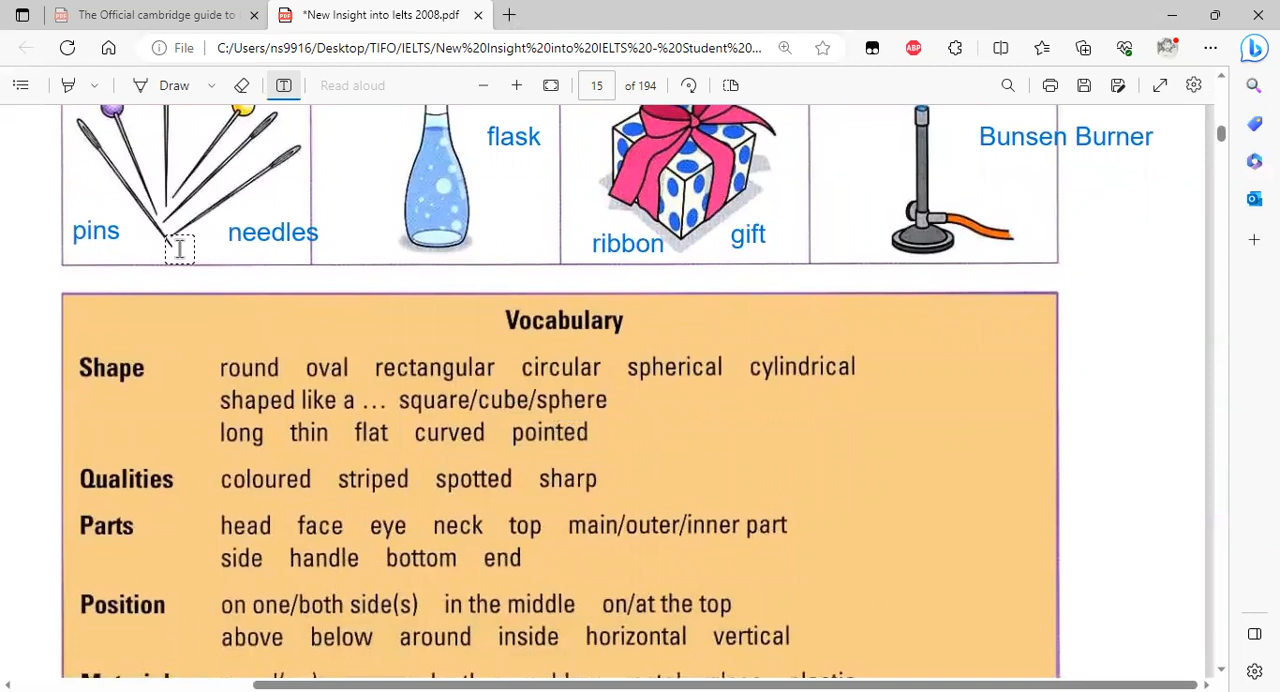 The Official cambridge guide to
*New Insight into Ielts 2008.pdf
File
C:/Users/ns9916/Desktop/TIFO/IELTS/New%20Insight%20into%20IELTS%20-%20Student%20...
ABP
Draw
Read aloud
15
of 194
flask
Bunsen Burner
pins
needles
ribbon
gift
Vocabulary
Shape round oval rectangular circular spherical cylindrical
shaped like a ... square/cube/sphere
long thin flat curved pointed
Qualities coloured striped spotted sharp
Parts head face eye neck top main/outer/inner part
side handle bottom end
Position on one/both side(s) in the middle on/at the top
above below around inside horizontal vertical